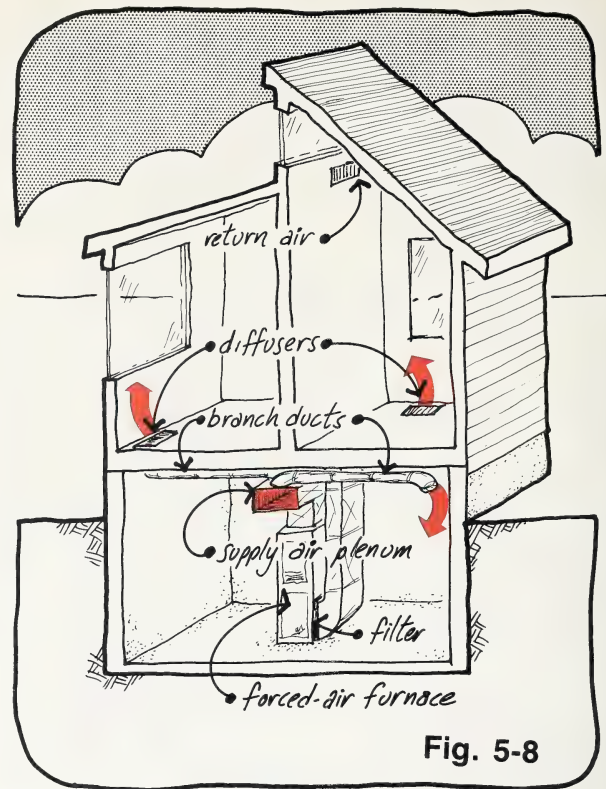 return air
diffusers
branch ducts
supply air plenum
filter
forced-air furnace
Fig. 5-8